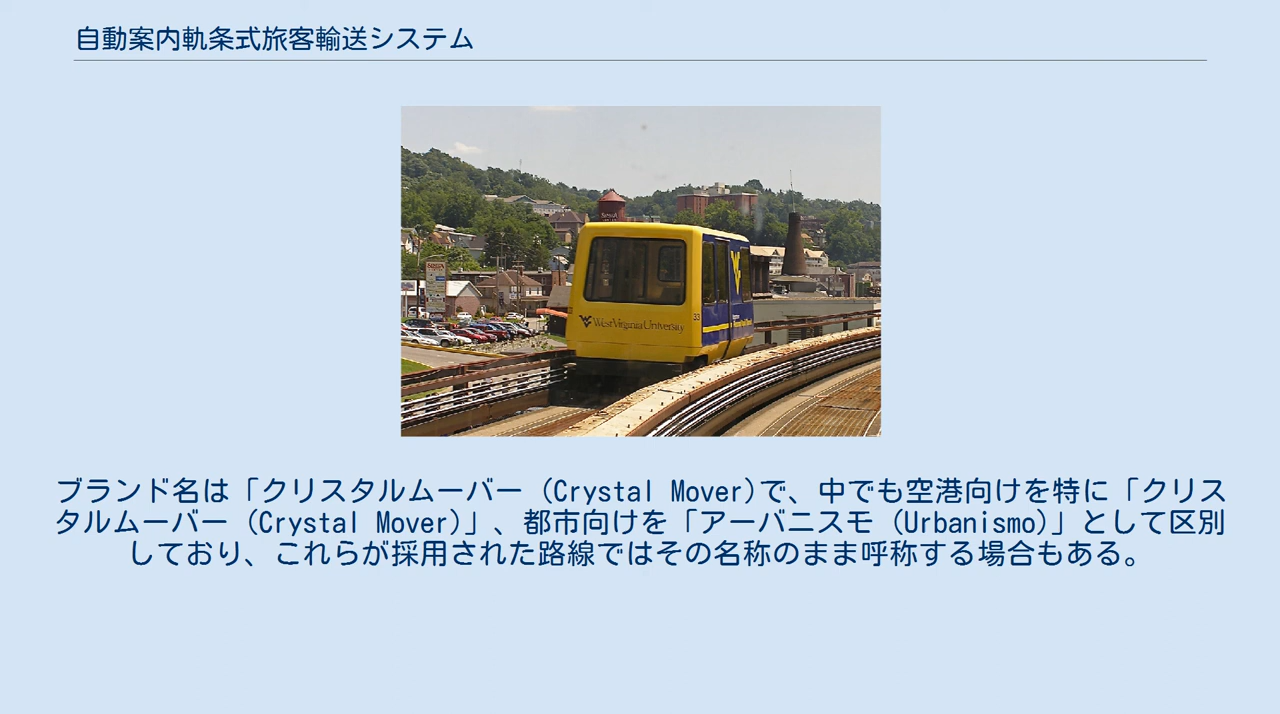 自動案内軌条式旅客輸送システム
WestVirginia University
33
ブランド名は「クリスタルムーバー（Crystal Mover)で、中でも空港向けを特に「クリス
タルムーバー（Crystal Mover)」、都市向けを「アーバニスモ（Urbanismo)」として区別
しており、これらが採用された路線ではその名称のまま呼称する場合もある。